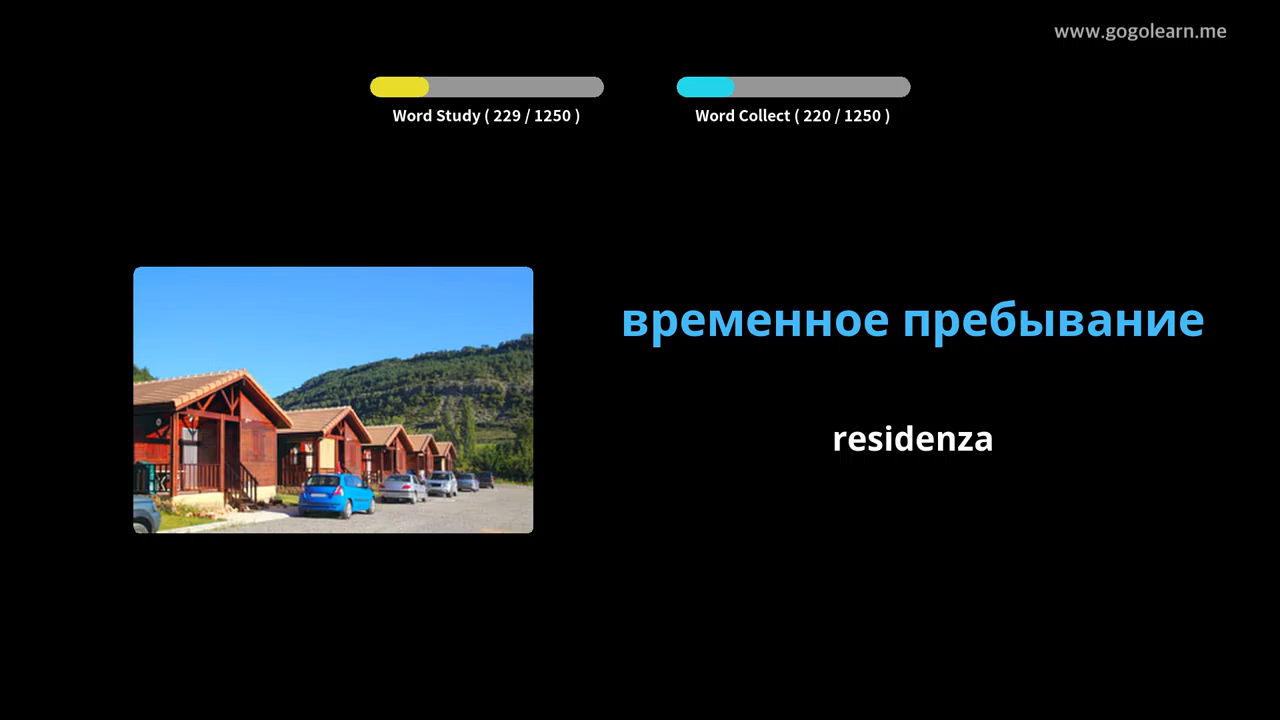 www.gogolearn.me
Word Study ( 229 / 1250 )
Word Collect ( 220 / 1250 )
временное пребывание
residenza